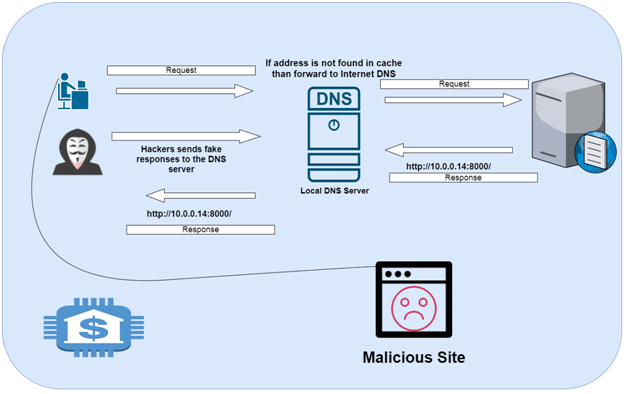 If address is not found in cache
than forward to Internet DNS
Request
Request
DNS
Hackers sends fake
responses to the DNS
server
http://10.0.0.14:8000/
Response
Local DNS Server
http://10.0.0.14:8000/
Response
$
Malicious Site